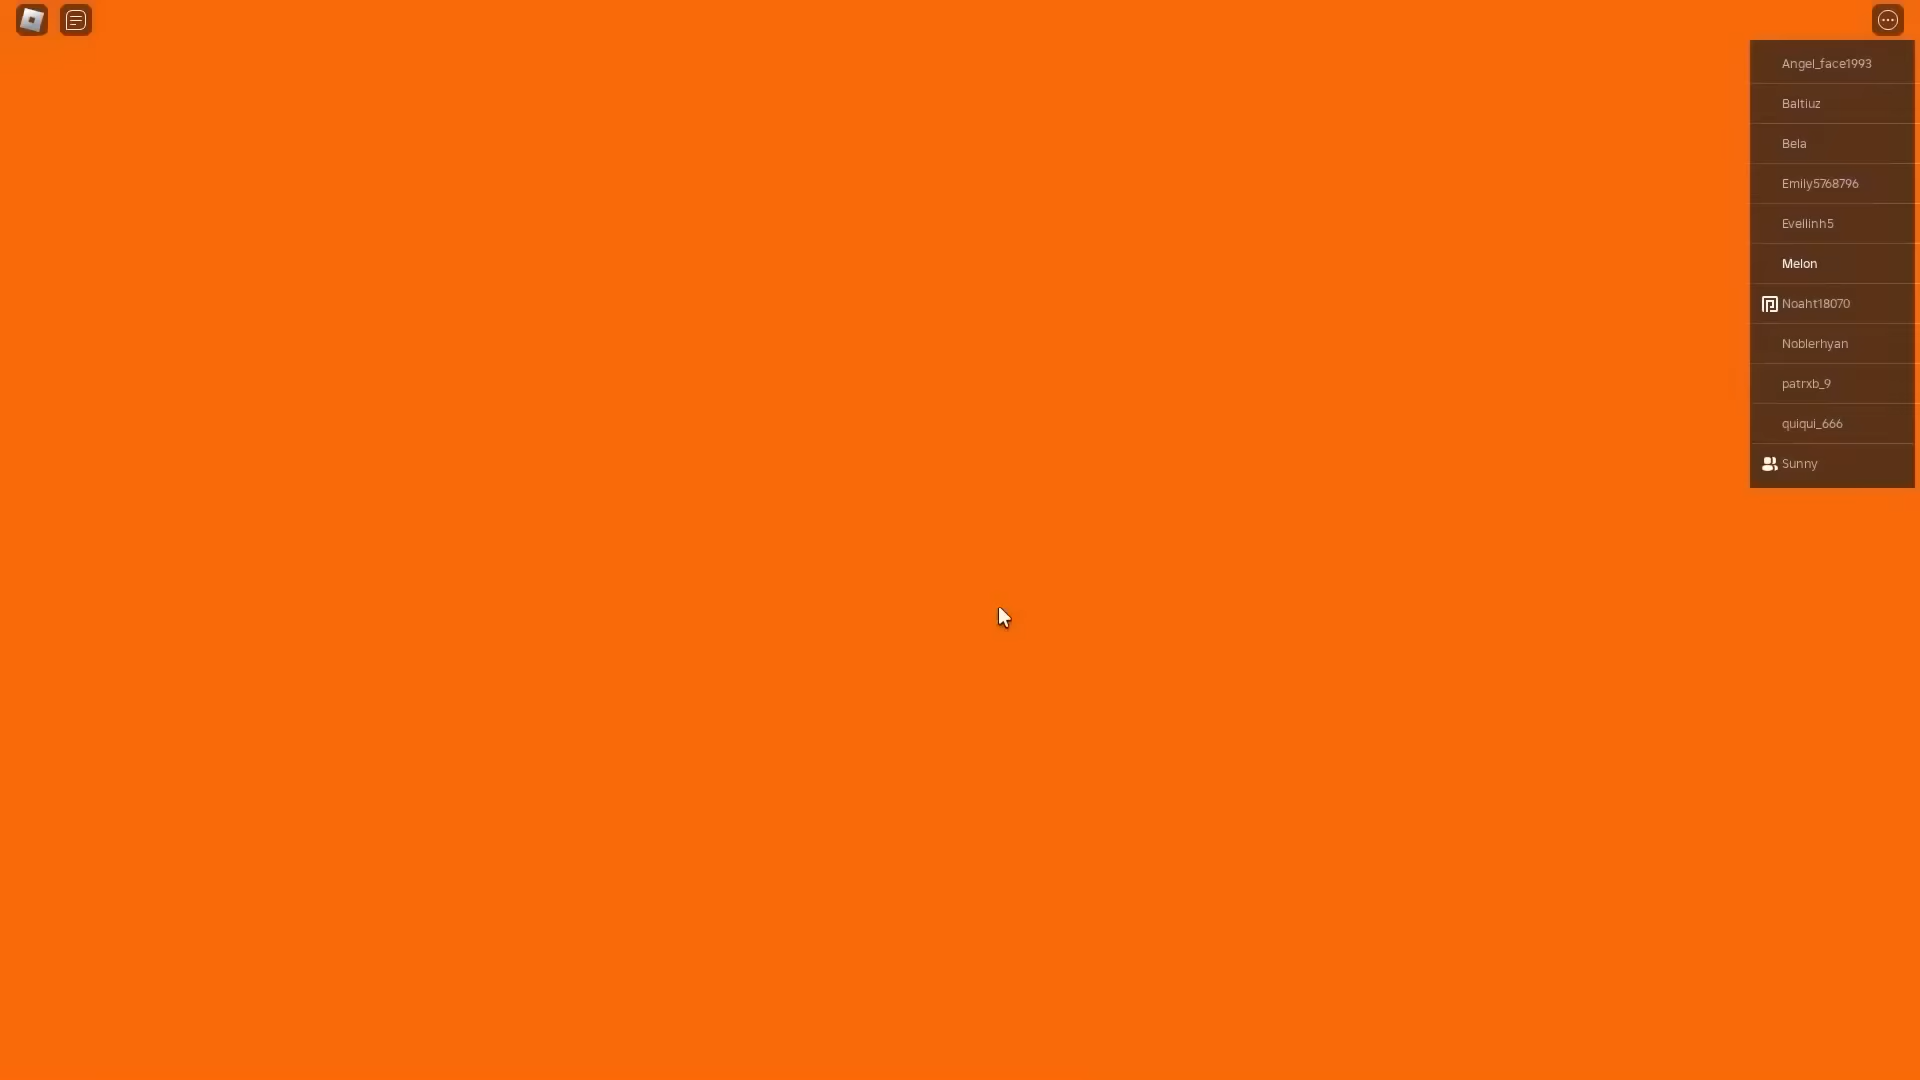 Angel_face1993
Baltiuz
Bela
Emily5768796
Evellinh5
Melon
Noaht18070
Noblerhyan
patrxb_9
quiqui_666
Sunny